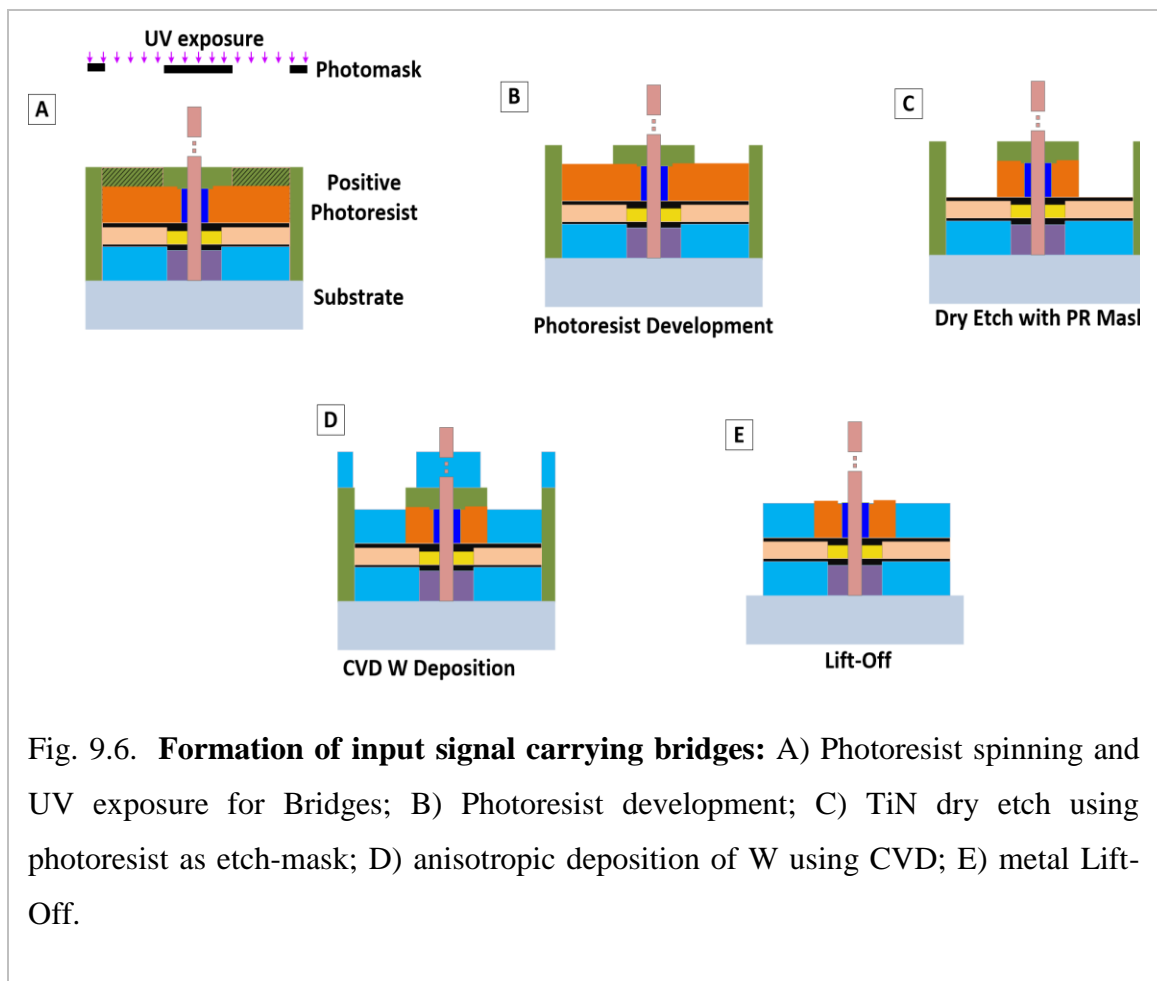 UV exposure
Photomask
A
Positive
Photoresist
Substrate
B
Photoresist Development
C
Dry Etch with PR Mas
D
CVD W Deposition
E
Lift-Off
Fig. 9.6. Formation of input signal carrying bridges: A) Photoresist spinning and
UV exposure for Bridges; B) Photoresist development; C) TiN dry etch using
photoresist as etch-mask; D) anisotropic deposition of W using CVD; E) metal Lift-
Off.